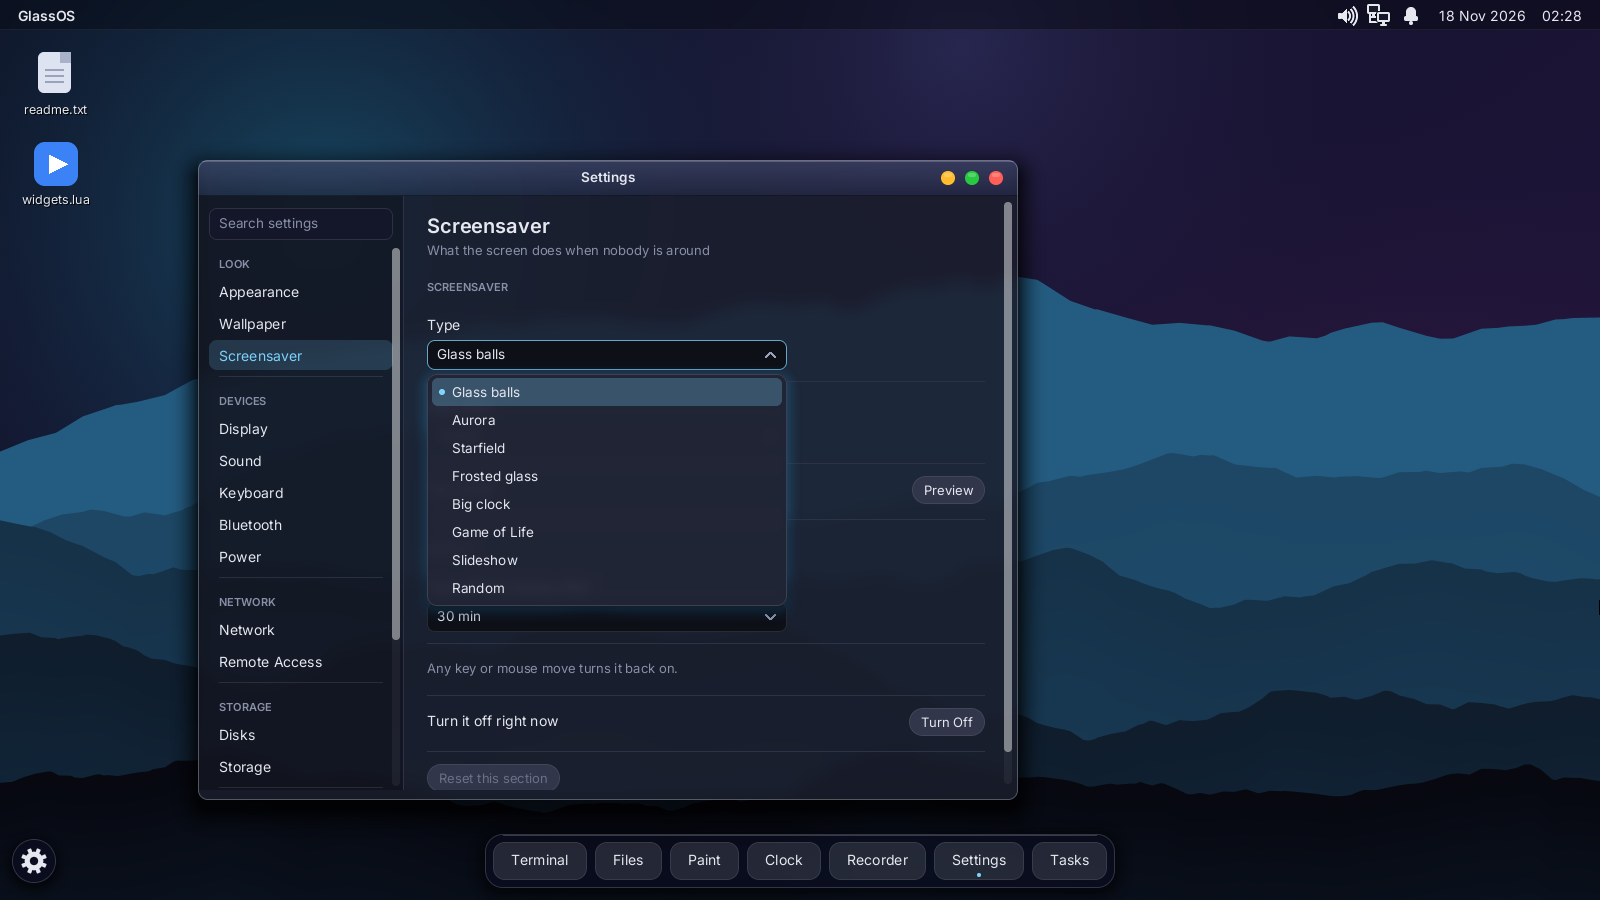 GlassOS
18 Nov 2026 02:28
readme.txt
widgets.lua
Settings
Search settings
LOOK
Appearance
Wallpaper
Screensaver
DEVICES
Display
Sound
Keyboard
Bluetooth
Power
NETWORK
Network
Remote Access
STORAGE
Disks
Storage
Screensaver
What the screen does when nobody is around
SCREENSAVER
Type
Glass balls
Glass balls
Aurora
Starfield
Frosted glass
Big clock
Game of Life
Slideshow
Random
Preview
30 min
Any key or mouse move turns it back on.
Turn it off right now
Turn Off
Reset this section
Terminal
Files
Paint
Clock
Recorder
Settings
Tasks